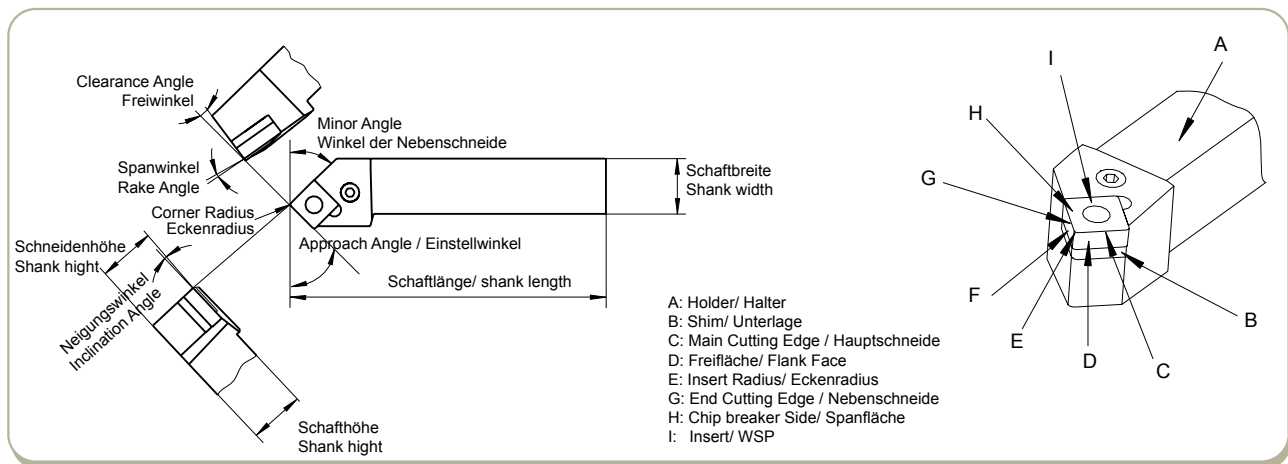 Clearance Angle
Freiwinkel
Minor Angle
Winkel der Nebenschneide
Spanwinkel
Rake Angle
Corner Radius
Eckenradius
Schaftbreite
Shank width
Schneidenhöhe
Shank hight
Approach Angle / Einstellwinkel
Schaftlänge/ shank length
Neigungswinkel
Inclination Angle
Schafthöhe
Shank hight
A: Holder/ Halter
B: Shim/ Unterlage
C: Main Cutting Edge / Hauptschneide
D: Freifläche/ Flank Face
E: Insert Radius/ Eckenradius
G: End Cutting Edge / Nebenschneide
H: Chip breaker Side/ Spanfläche
I: Insert/ WSP
A
I
H
G
F
E
D
C
B